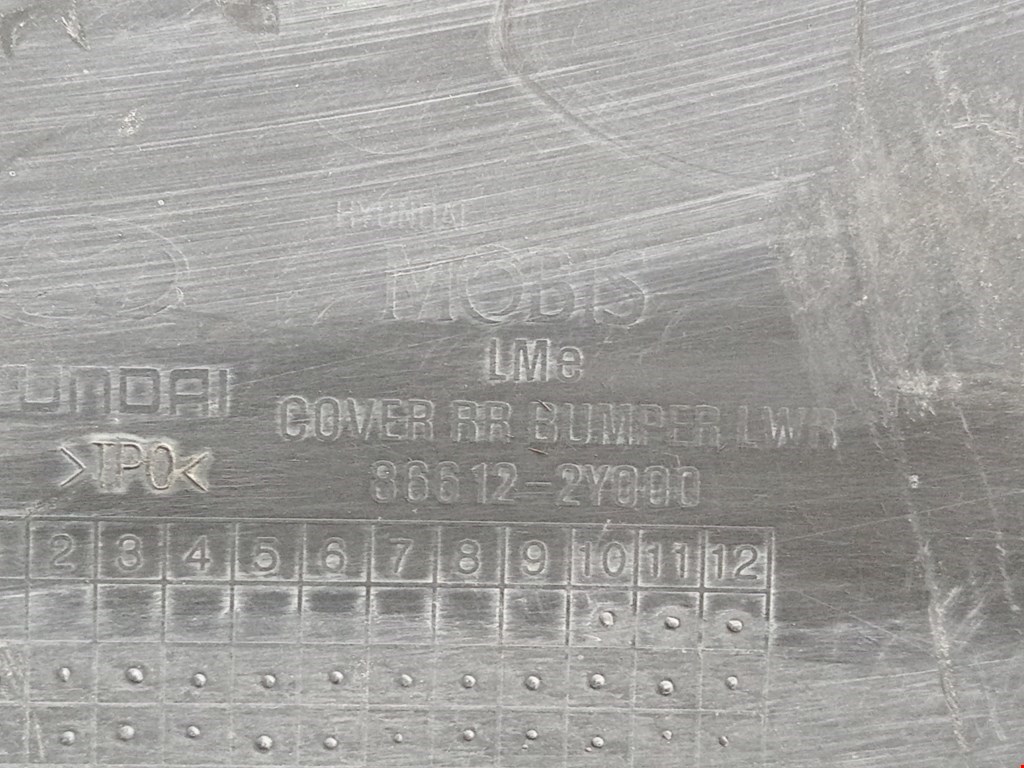 HYUNDAI
MOBIS
LMe
HYUNDAI
COVER RR BUMPER LWR
>TPO<
86612-2Y000
2 3 4 5 6 7 8 9 10 11 12